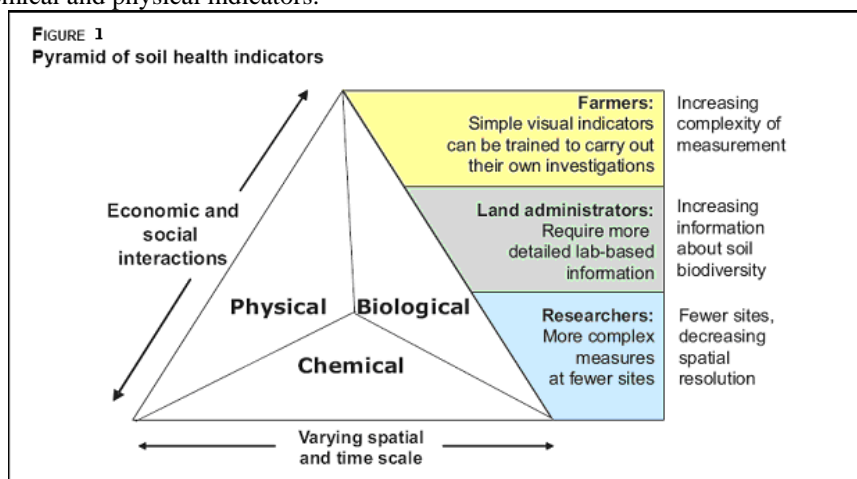 FIGURE 1
Pyramid of soil health indicators
Farmers:
Simple visual indicators
can be trained to carry out
their own investigations
Increasing
complexity of
measurement
Economic and
social
interactions
Land administrators:
Require more
detailed lab-based
information
Increasing
information
about soil
biodiversity
Physical
Biological
Chemical
Researchers:
More complex
measures
at fewer sites
Fewer sites,
decreasing
spatial
resolution
Varying spatial
and time scale